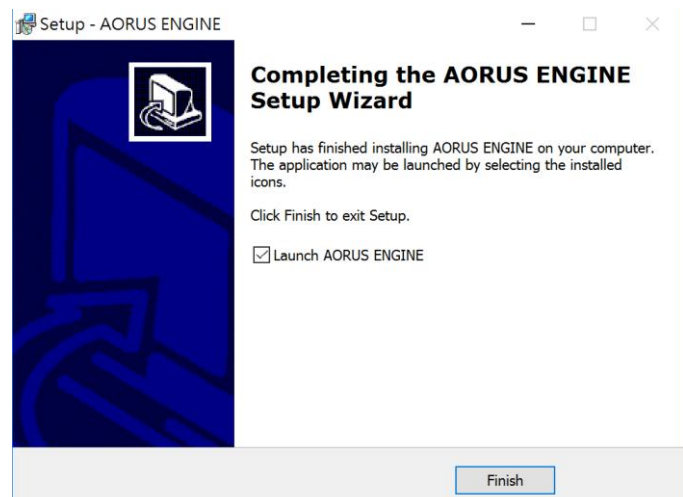 Setup - AORUS ENGINE
Completing the AORUS ENGINE
Setup Wizard
Setup has finished installing AORUS ENGINE on your computer.
The application may be launched by selecting the installed
icons.
Click Finish to exit Setup.
Launch AORUS ENGINE
Finish